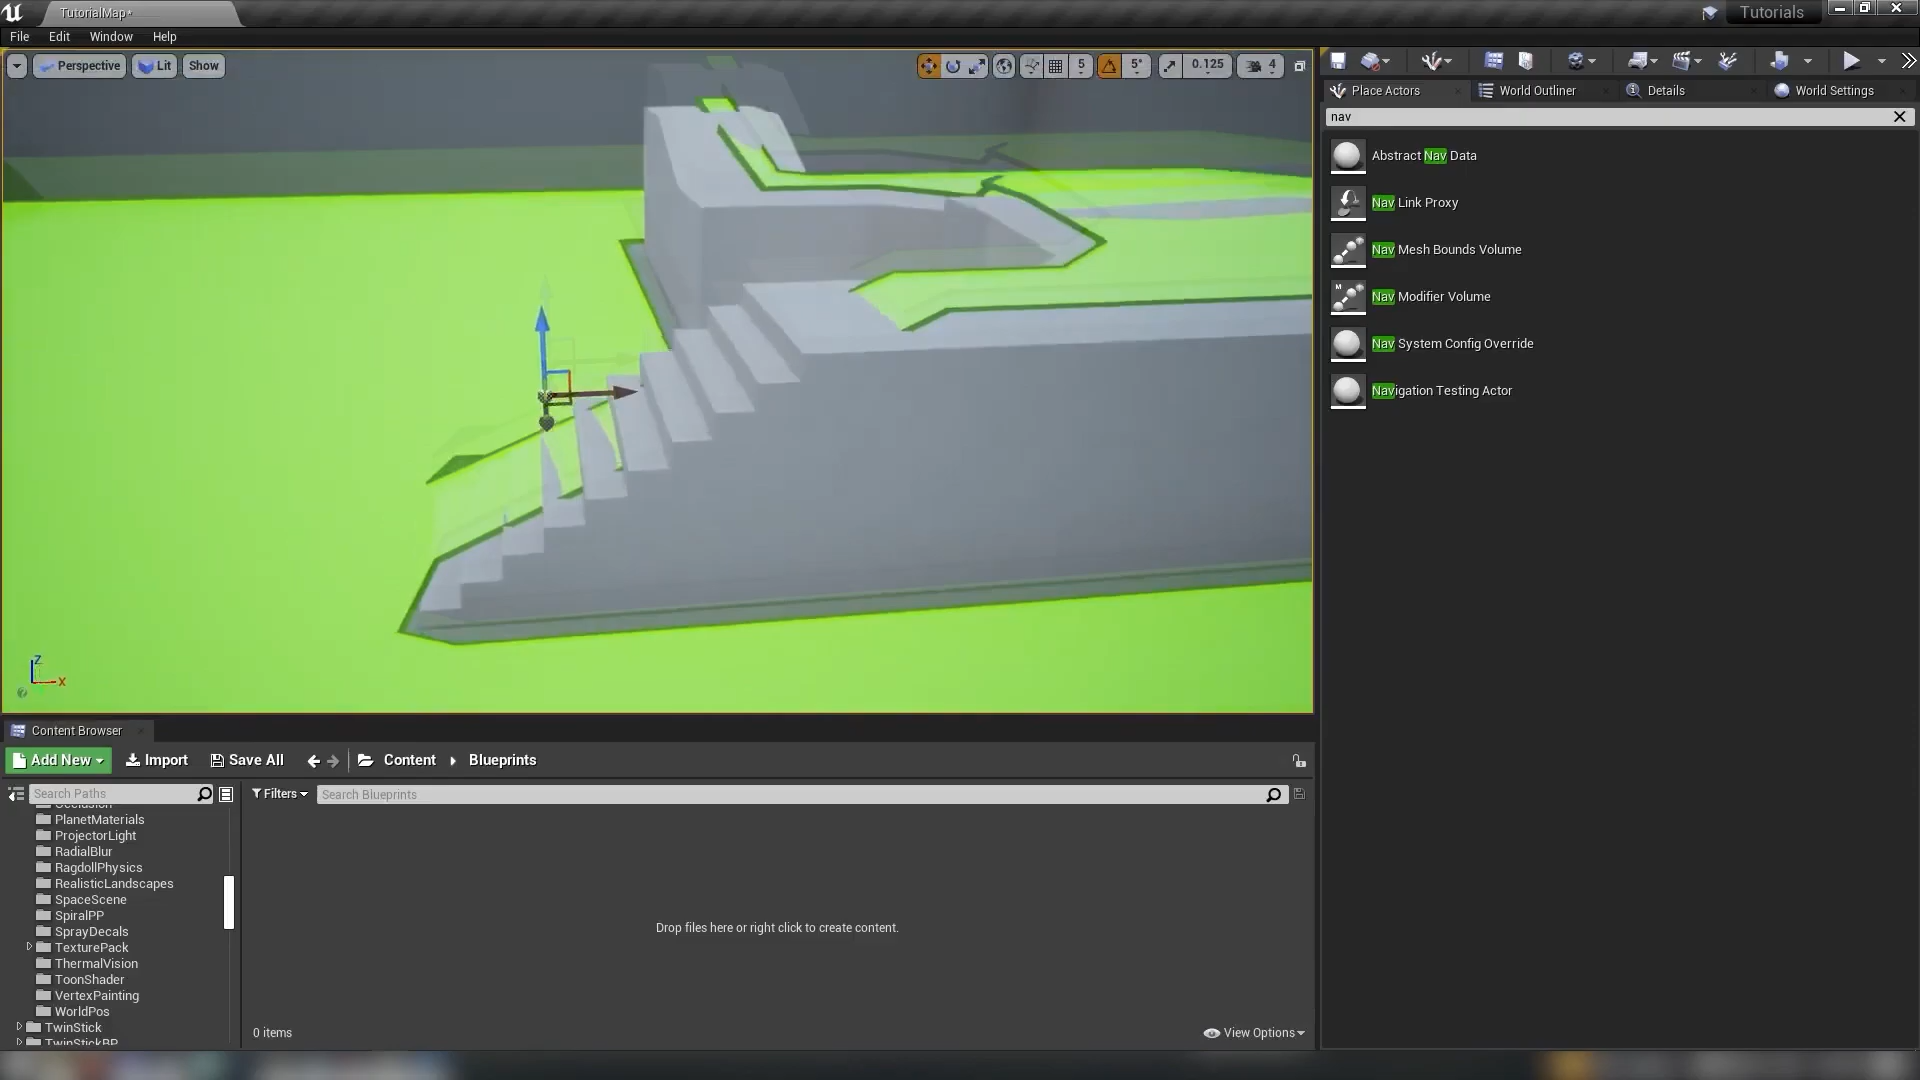 TutorialMap*
Tutorials
File Edit Window Help
Perspective Lit Show
5 5° 0.125 4
Place Actors World Outliner Details World Settings
nav
Abstract Nav Data
Nav Link Proxy
Nav Mesh Bounds Volume
Nav Modifier Volume
Nav System Config Override
Navigation Testing Actor
Z
X
Content Browser
Add New Import Save All Content Blueprints
Search Paths
Filters Search Blueprints
Occlusion
PlanetMaterials
ProjectorLight
RadialBlur
RagdollPhysics
RealisticLandscapes
SpaceScene
SpiralPP
SprayDecals
TexturePack
ThermalVision
ToonShader
VertexPainting
WorldPos
TwinStick
TwinStickBP
Drop files here or right click to create content.
0 items
View Options